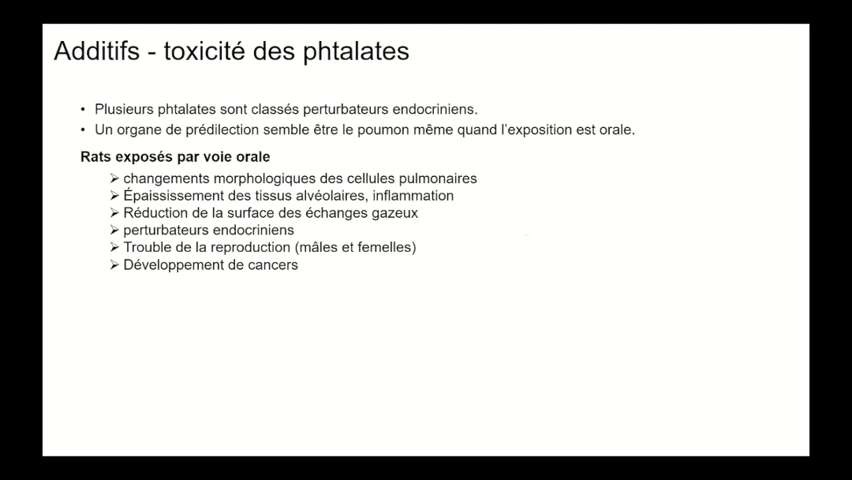 Additifs - toxicité des phtalates
• Plusieurs phtalates sont classés perturbateurs endocriniens.
• Un organe de prédilection semble être le poumon même quand l'exposition est orale.
Rats exposés par voie orale
➢ changements morphologiques des cellules pulmonaires
➢ Épaississement des tissus alvéolaires, inflammation
➢ Réduction de la surface des échanges gazeux
➢ perturbateurs endocriniens
➢ Trouble de la reproduction (mâles et femelles)
➢ Développement de cancers